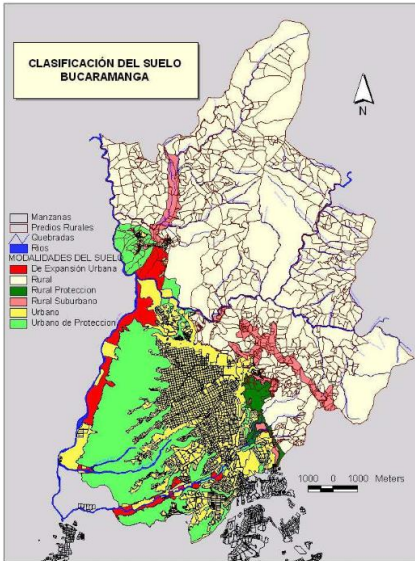 CLASIFICACIÓN DEL SUELO
BUCARAMANGA
N
Manzanas
Predios Rurales
Quebradas
Rios
MODALIDADES DEL SUELO
De Expansión Urbana
Rural
Rural Proteccion
Rural Suburbano
Urbano
Urbano de Proteccion
1000 0 1000 Meters